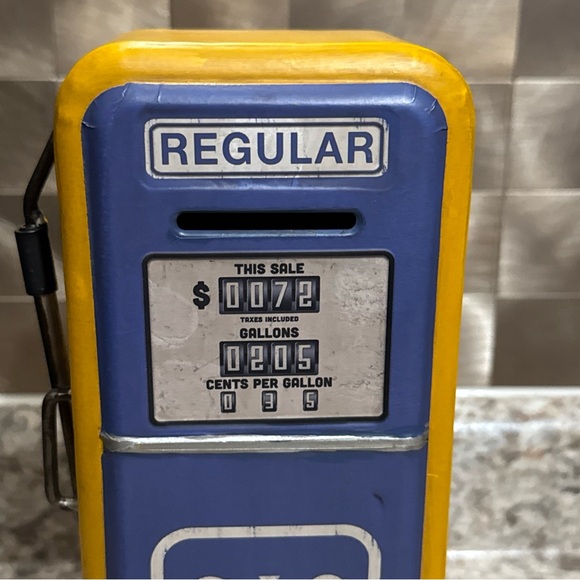 REGULAR
THIS SALE
$ 0072
TAXES INCLUDED
GALLONS
0205
CENTS PER GALLON
0 3 5